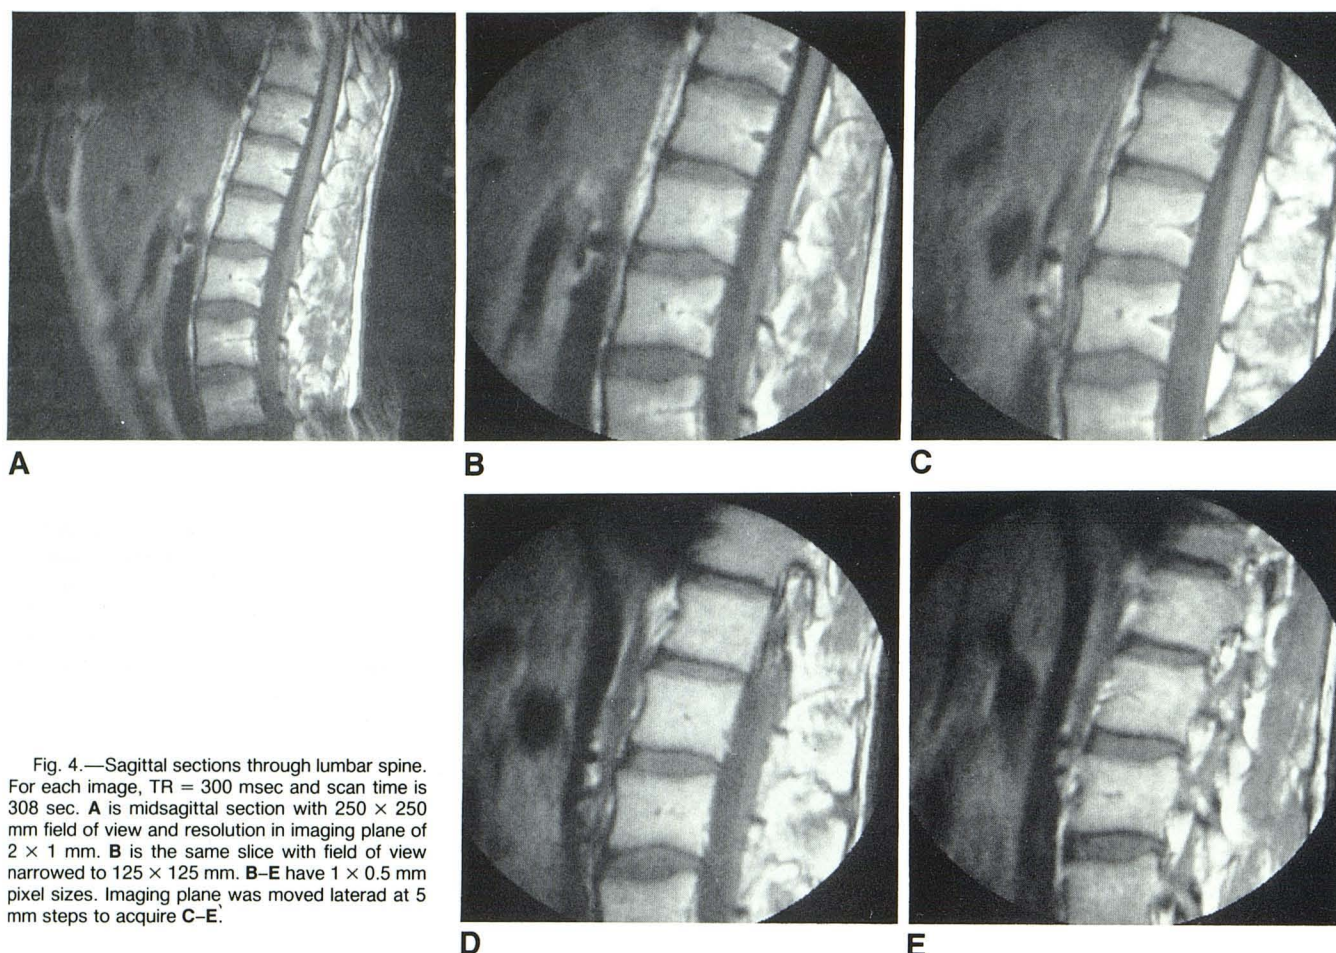 A
B
C
Fig. 4.—Sagittal sections through lumbar spine.
For each image, TR = 300 msec and scan time is
308 sec. A is midsagittal section with 250 × 250
mm field of view and resolution in imaging plane of
2 × 1 mm. B is the same slice with field of view
narrowed to 125 × 125 mm. B–E have 1 × 0.5 mm
pixel sizes. Imaging plane was moved laterad at 5
mm steps to acquire C–E.
D
E